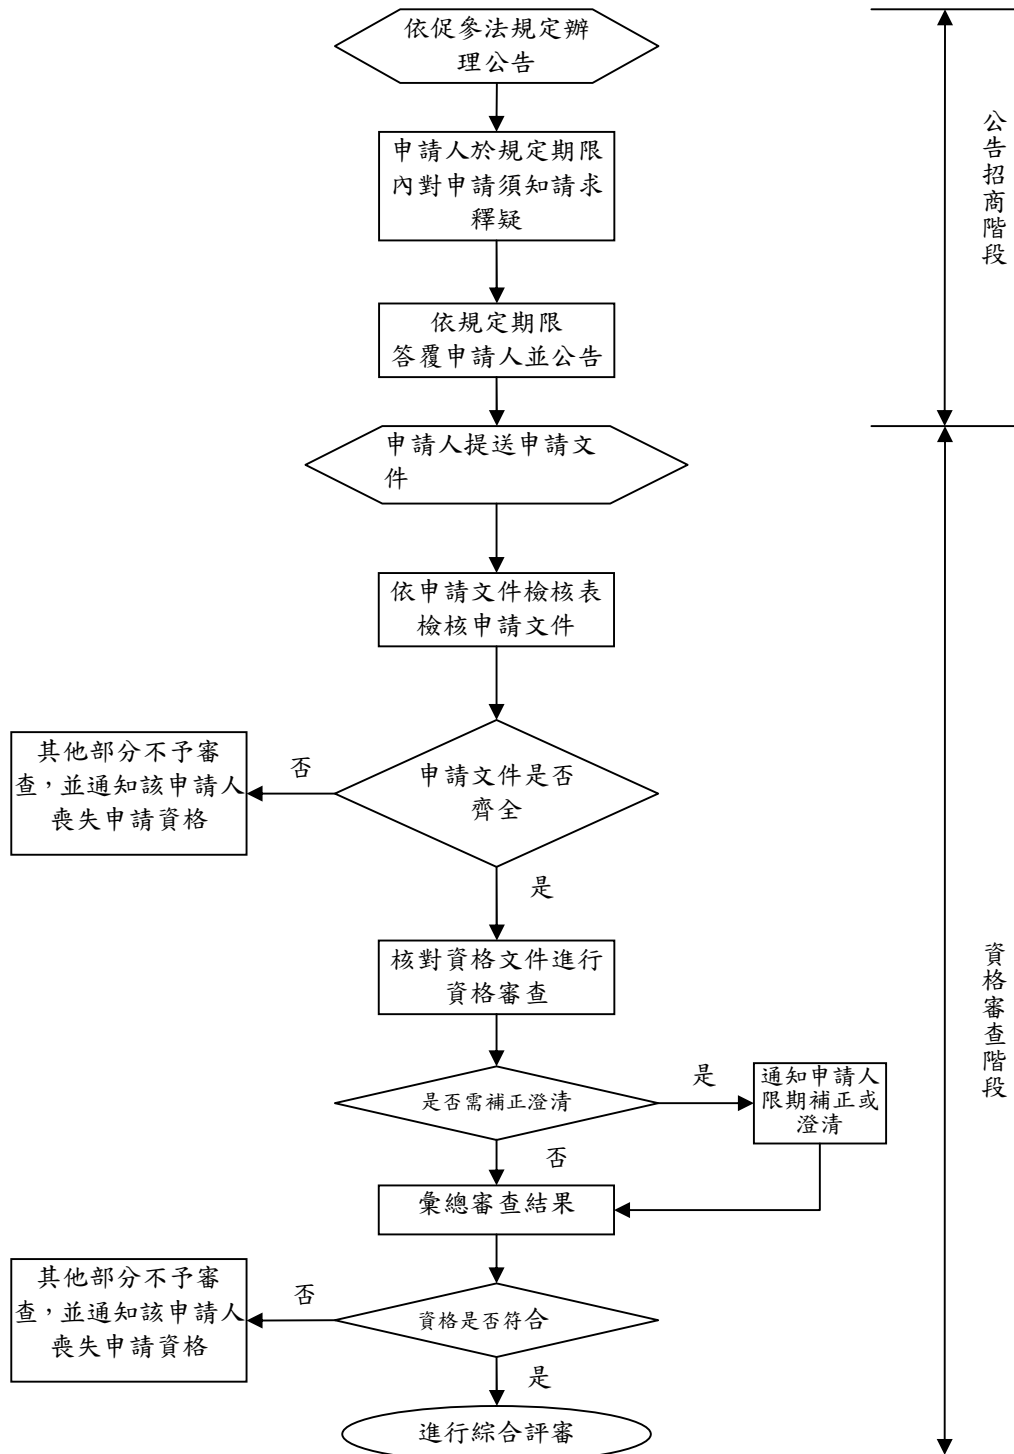 依促參法規定辦
理公告
申請人於規定期限
內對申請須知請求
釋疑
依規定期限
答覆申請人並公告
公告招商階段
申請人提送申請文
件
依申請文件檢核表
檢核申請文件
申請文件是否
齊全
否
其他部分不予審
查，並通知該申請人
喪失申請資格
是
核對資格文件進行
資格審查
是否需補正澄清
是
通知申請人
限期補正或
澄清
否
彙總審查結果
資格是否符合
否
其他部分不予審
查，並通知該申請人
喪失申請資格
是
進行綜合評審
資格審查階段